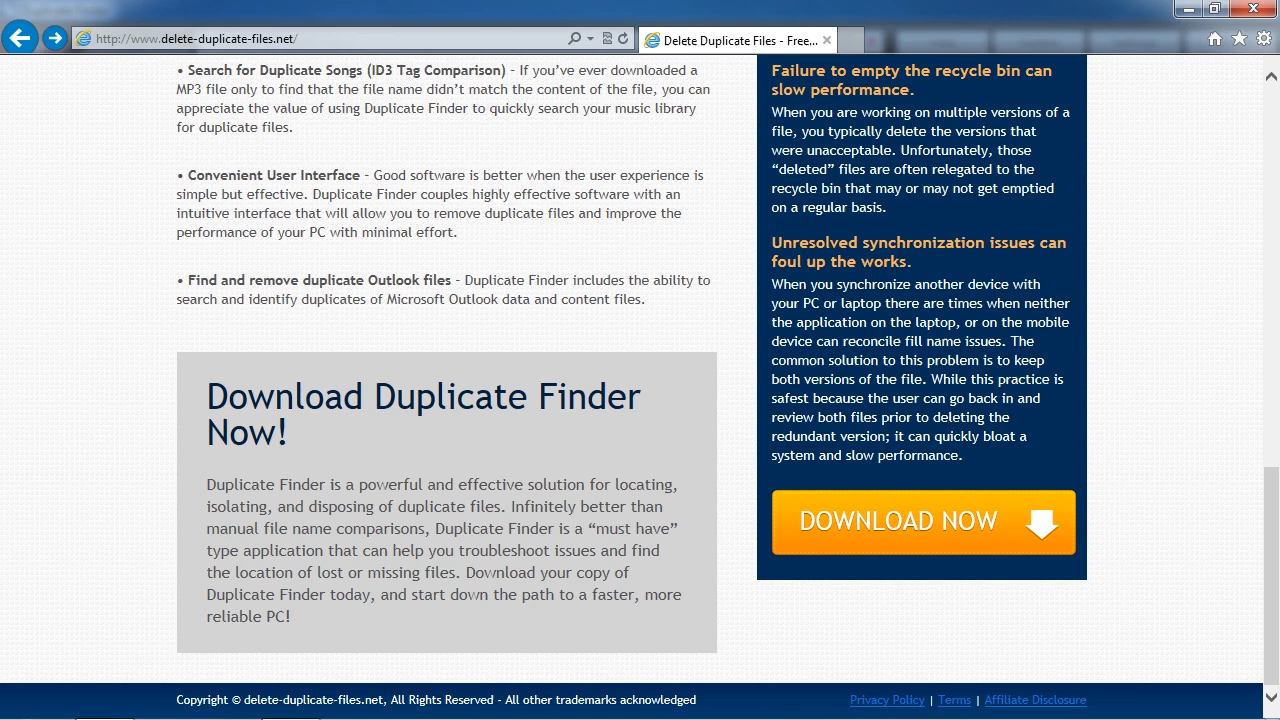 http://www.delete-duplicate-files.net/
Delete Duplicate Files - Free...
• Search for Duplicate Songs (ID3 Tag Comparison) – If you’ve ever downloaded a
MP3 file only to find that the file name didn’t match the content of the file, you can
appreciate the value of using Duplicate Finder to quickly search your music library
for duplicate files.
• Convenient User Interface – Good software is better when the user experience is
simple but effective. Duplicate Finder couples highly effective software with an
intuitive interface that will allow you to remove duplicate files and improve the
performance of your PC with minimal effort.
• Find and remove duplicate Outlook files – Duplicate Finder includes the ability to
search and identify duplicates of Microsoft Outlook data and content files.
Download Duplicate Finder
Now!
Duplicate Finder is a powerful and effective solution for locating,
isolating, and disposing of duplicate files. Infinitely better than
manual file name comparisons, Duplicate Finder is a “must have”
type application that can help you troubleshoot issues and find
the location of lost or missing files. Download your copy of
Duplicate Finder today, and start down the path to a faster, more
reliable PC!
Failure to empty the recycle bin can
slow performance.
When you are working on multiple versions of a
file, you typically delete the versions that
were unacceptable. Unfortunately, those
“deleted” files are often relegated to the
recycle bin that may or may not get emptied
on a regular basis.
Unresolved synchronization issues can
foul up the works.
When you synchronize another device with
your PC or laptop there are times when neither
the application on the laptop, or on the mobile
device can reconcile fill name issues. The
common solution to this problem is to keep
both versions of the file. While this practice is
safest because the user can go back in and
review both files prior to deleting the
redundant version; it can quickly bloat a
system and slow performance.
DOWNLOAD NOW
Copyright © delete-duplicate-files.net, All Rights Reserved - All other trademarks acknowledged
Privacy Policy | Terms | Affiliate Disclosure